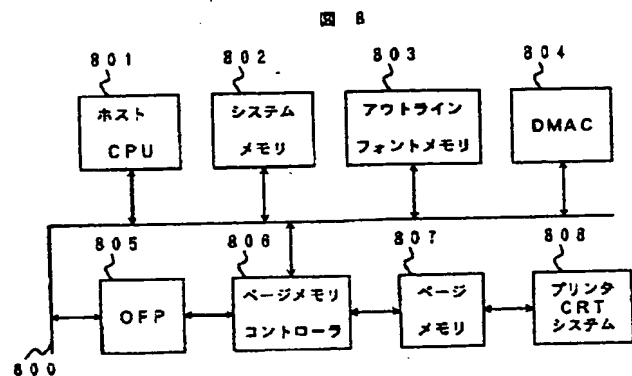 図 8
801
802
803
804
ホスト
CPU
システム
メモリ
アウトライン
フォントメモリ
DMAC
805
806
807
808
OFP
ページメモリ
コントローラ
ページ
メモリ
プリンタ
CRT
システム
800